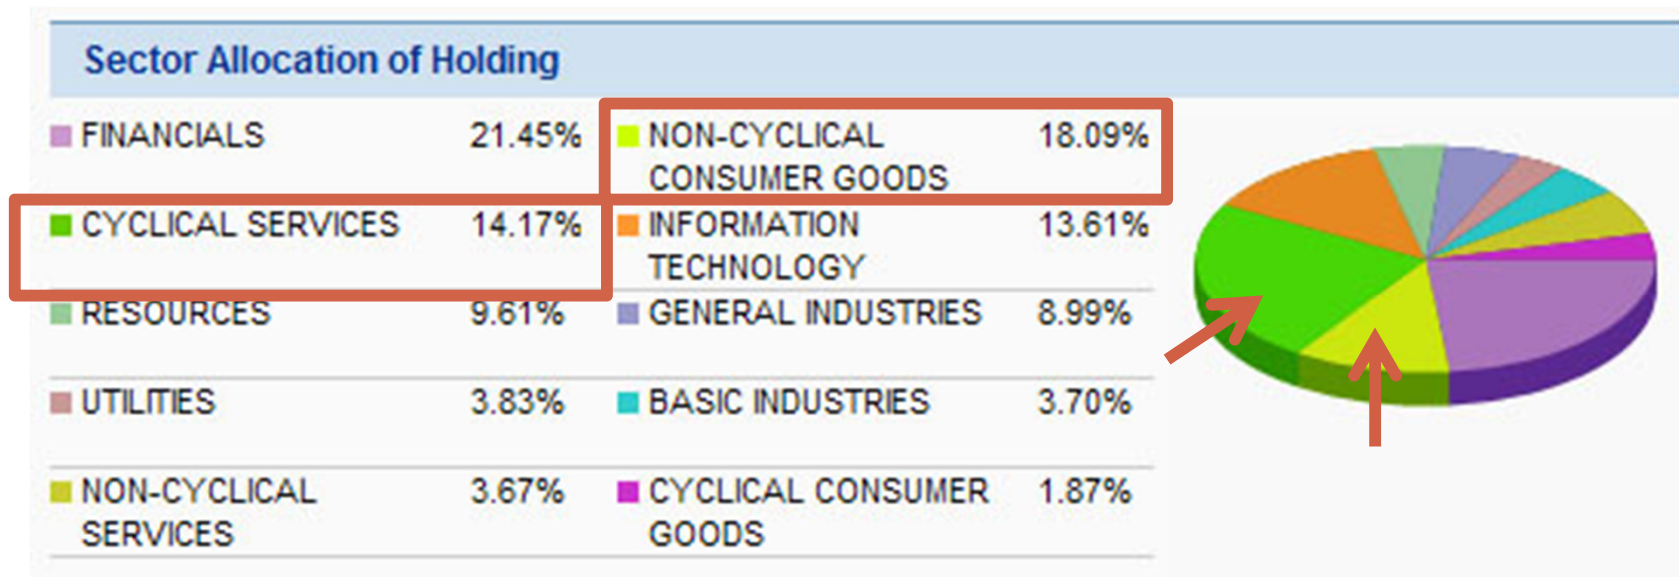 Sector Allocation of Holding
FINANCIALS 21.45% NON-CYCLICAL 18.09%
CONSUMER GOODS
CYCLICAL SERVICES 14.17% INFORMATION 13.61%
TECHNOLOGY
RESOURCES 9.61% GENERAL INDUSTRIES 8.99%
UTILITIES 3.83% BASIC INDUSTRIES 3.70%
NON-CYCLICAL 3.67% CYCLICAL CONSUMER 1.87%
SERVICES GOODS